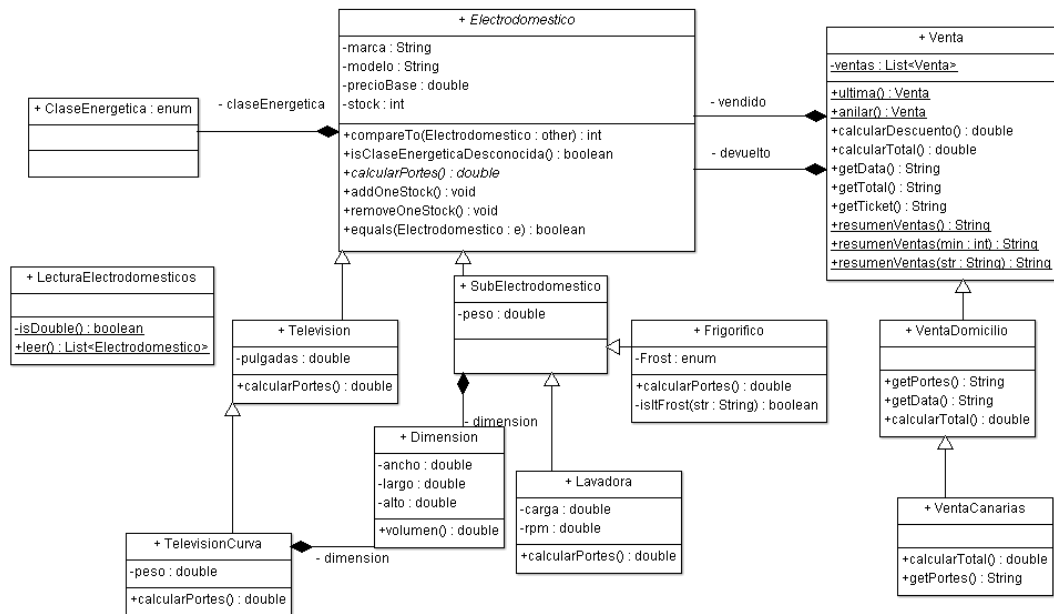 + Electrodomestico
-marca : String
-modelo : String
-precioBase : double
-stock : int
+compareTo(Electrodomestico : other) : int
+isClaseEnergeticaDesconocida() : boolean
+calcularPortes() : double
+addOneStock() : void
+removeOneStock() : void
+equals(Electrodomestico : e) : boolean
+ Venta
-ventas : List<Venta>
+ultima() : Venta
+anilar() : Venta
+calcularDescuento() : double
+calcularTotal() : double
+getData() : String
+getTotal() : String
+getTicket() : String
+resumenVentas() : String
+resumenVentas(min : int) : String
+resumenVentas(str : String) : String
+ ClaseEnergetica : enum
- claseEnergetica
- vendido
- devuelto
+ LecturaElectrodomesticos
-isDouble() : boolean
+leer() : List<Electrodomestico>
+ Television
-pulgadas : double
+calcularPortes() : double
+ SubElectrodomestico
-peso : double
+ Frigorifico
-Frost : enum
+calcularPortes() : double
-isItFrost(str : String) : boolean
+ VentaDomicilio
+getPortes() : String
+getData() : String
+calcularTotal() : double
- dimension
+ Dimension
-ancho : double
-largo : double
-alto : double
+volumen() : double
+ Lavadora
-carga : double
-rpm : double
+calcularPortes() : double
+ VentaCanarias
+calcularTotal() : double
+getPortes() : String
+ TelevisionCurva
-peso : double
+calcularPortes() : double
- dimension